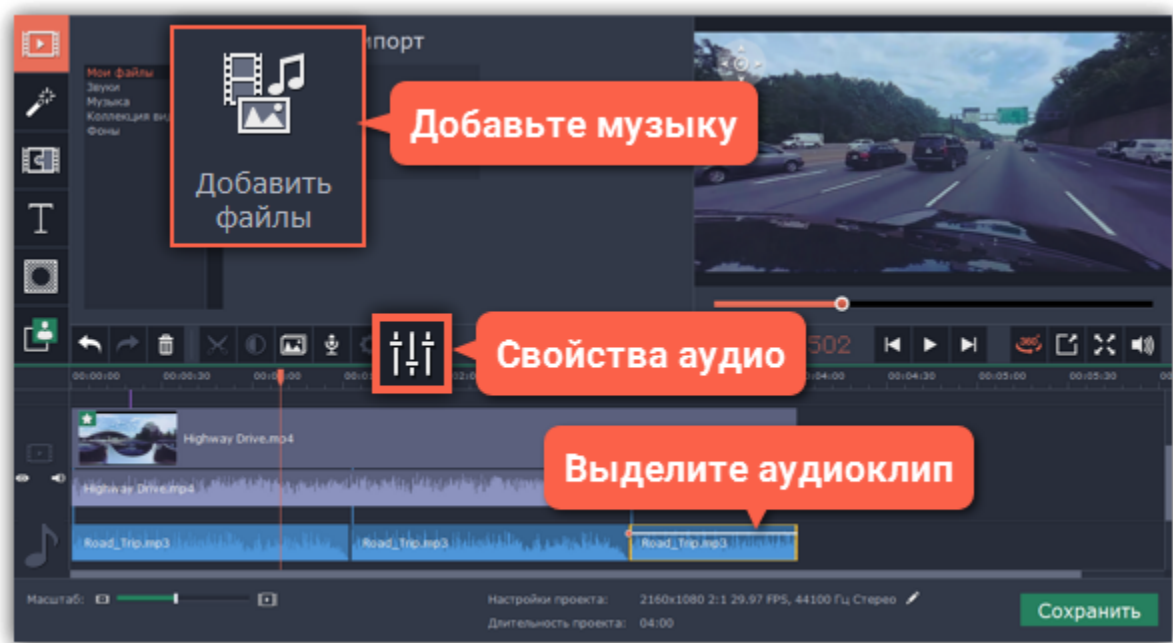 мпорт
Мои файлы
Звуки
Музыка
Коллекция вид
Фоны
Добавить
файлы
Добавьте музыку
Свойства аудио
502
00:00:00 00:00:30 04:00 00:04:30 00:05:00 00:05:30
Highway Drive.mp4
Выделите аудиоклип
Highway Drive.mp4
Road_Trip.mp3 Road_Trip.mp3 Road_Trip.mp3
Масштаб:
Настройки проекта: 2160x1080 2:1 29.97 FPS, 44100 Гц Стерео
Длительность проекта: 04:00
Сохранить